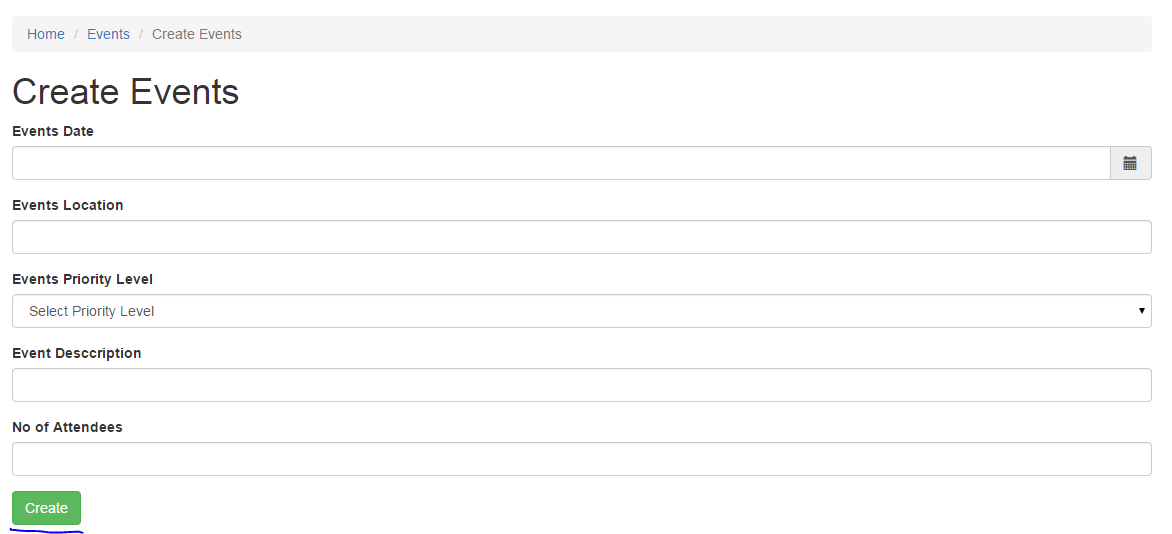 Home / Events / Create Events
Create Events
Events Date
Events Location
Events Priority Level
Select Priority Level
Event Desccription
No of Attendees
Create